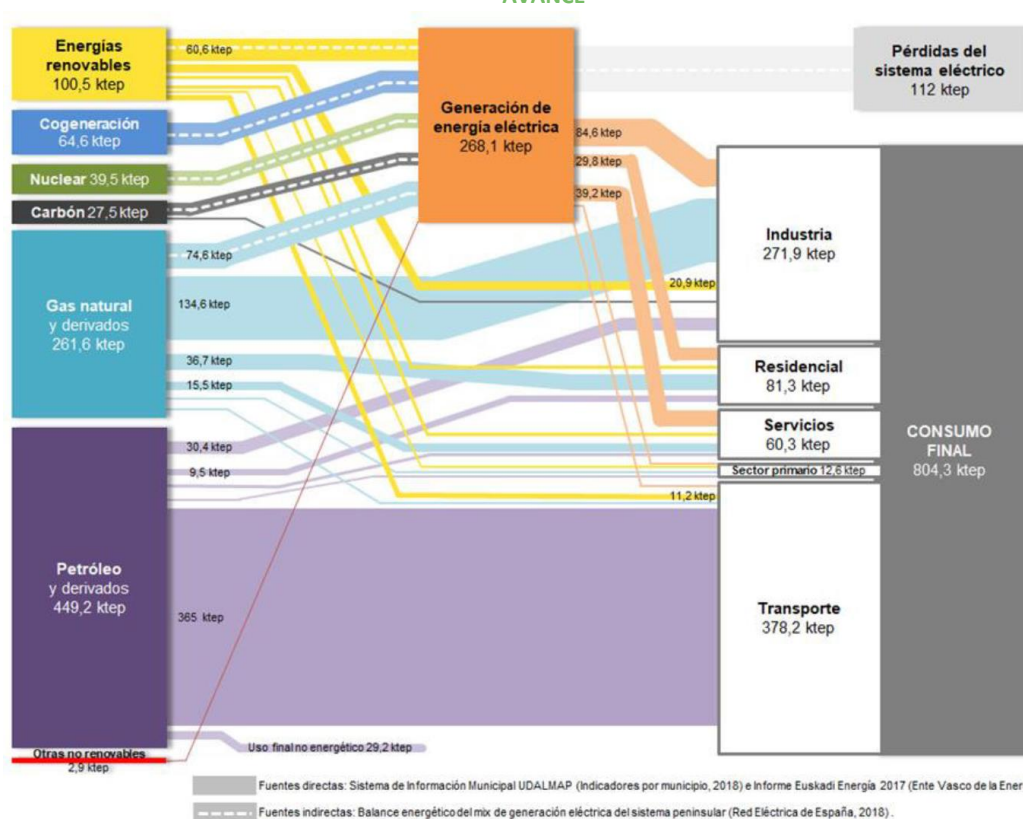 AVANCE
Energías
renovables
100,5 ktep
60,6 ktep
Cogeneración
64,6 ktep
Nuclear 39,5 ktep
Carbón 27,5 ktep
Gas natural
y derivados
261,6 ktep
74,6 ktep
134,6 ktep
36,7 ktep
15,5 ktep
Petróleo
y derivados
449,2 ktep
30,4 ktep
9,5 ktep
365 ktep
Uso final no energético 29,2 ktep
Otras no renovables
2,9 ktep
Generación de
energía eléctrica
268,1 ktep
84,6 ktep
29,8 ktep
39,2 ktep
20,9 ktep
11,2 ktep
Pérdidas del
sistema eléctrico
112 ktep
Industria
271,9 ktep
Residencial
81,3 ktep
Servicios
60,3 ktep
Sector primario 12,6 ktep
Transporte
378,2 ktep
CONSUMO
FINAL
804,3 ktep
Fuentes directas: Sistema de Información Municipal UDALMAP (Indicadores por municipio, 2018) e Informe Euskadi Energía 2017 (Ente Vasco de la Ener
Fuentes indirectas: Balance energético del mix de generación eléctrica del sistema peninsular (Red Eléctrica de España, 2018).